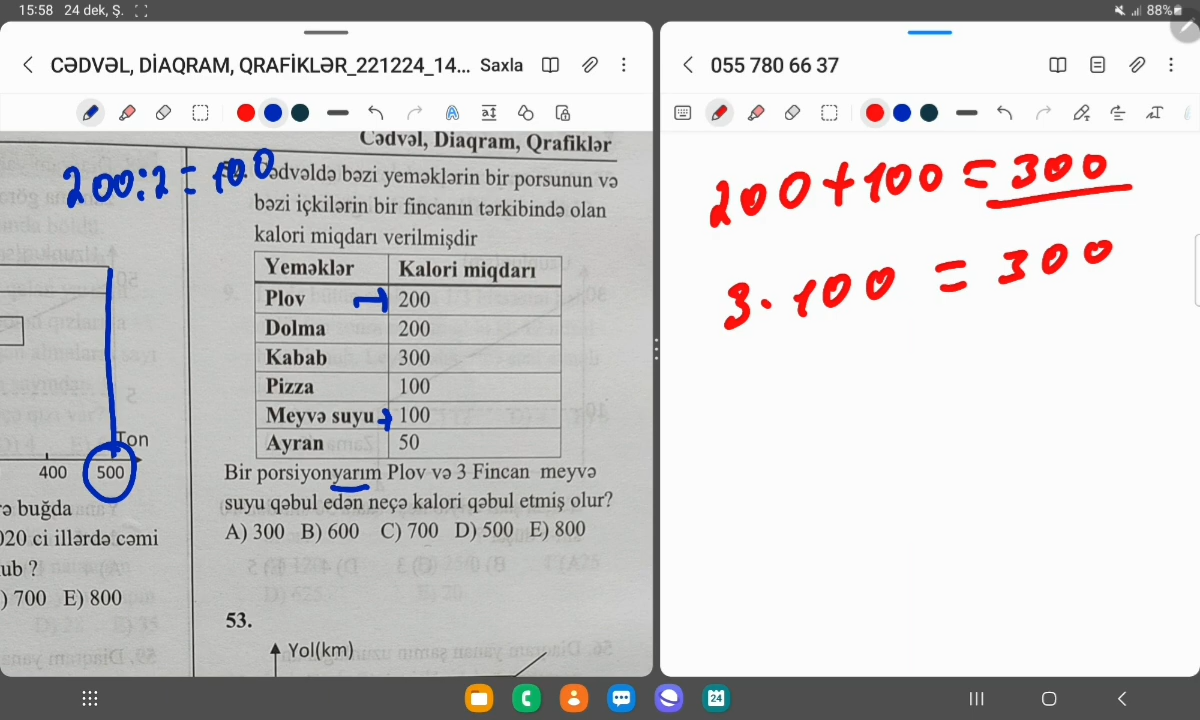 15:58 24 dek, Ş. 88%
CƏDVƏL, DİAQRAM, QRAFİKLƏR_221224_14... Saxla
Cədvəl, Diaqram, Qrafiklər
200:2=100
Cədvəldə bəzi yeməklərin bir porsunun və
bəzi içkilərin bir fincanın tərkibində olan
kalori miqdarı verilmişdir
Yeməklər Kalori miqdarı
Plov 200
Dolma 200
Kabab 300
Pizza 100
Meyvə suyu 100
Ayran 50
Bir porsiyonyarım Plov və 3 Fincan meyvə
suyu qəbul edən neçə kalori qəbul etmiş olur?
A) 300 B) 600 C) 700 D) 500 E) 800
53.
Yol(km)
Ton
400 500
buğda
020 ci illərdə cəmi
ub ?
) 700 E) 800
055 780 66 37
200+100=300
3·100=300
24